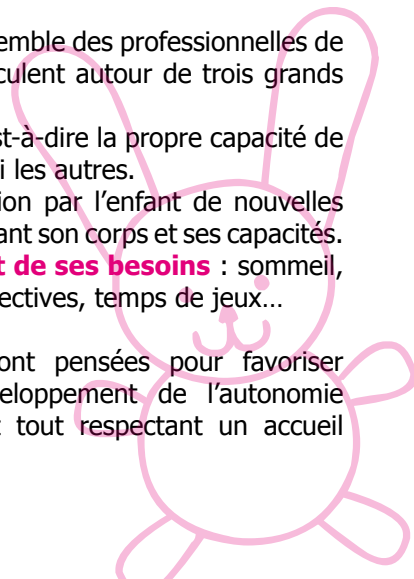 emble des professionnelles de
culent autour de trois grands
st-à-dire la propre capacité de
i les autres.
ion par l'enfant de nouvelles
ant son corps et ses capacités.
t de ses besoins : sommeil,
ectives, temps de jeux…
ont pensées pour favoriser
eloppement de l'autonomie
t tout respectant un accueil